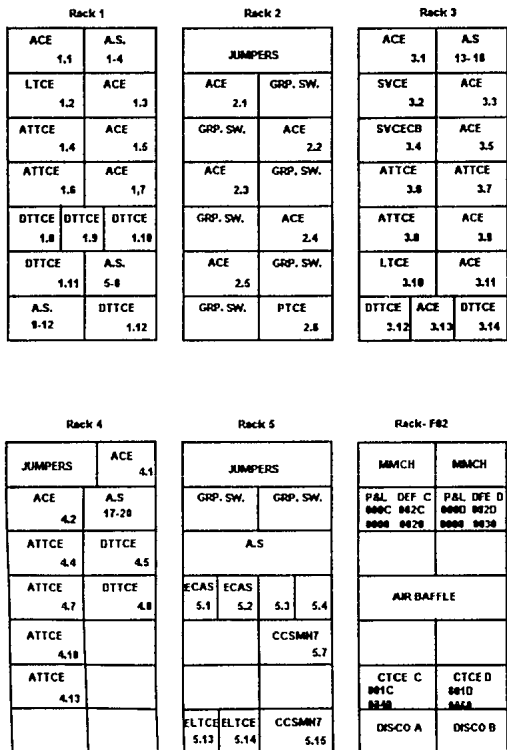 Rack 1
ACE 1.1 A.S. 1-4
LTCE 1.2 ACE 1.3
ATTCE 1.4 ACE 1.5
ATTCE 1.6 ACE 1,7
DTTCE 1.8 DTTCE 1.9 DTTCE 1.10
DTTCE 1.11 A.S. 5-8
A.S. 9-12 DTTCE 1.12
Rack 2
JUMPERS
ACE 2.1 GRP. SW.
GRP. SW. ACE 2.2
ACE 2.3 GRP. SW.
GRP. SW. ACE 2.4
ACE 2.5 GRP. SW.
GRP. SW. PTCE 2.6
Rack 3
ACE 3.1 A.S 13-16
SVCE 3.2 ACE 3.3
SVCECB 3.4 ACE 3.5
ATTCE 3.6 ATTCE 3.7
ATTCE 3.8 ACE 3.9
LTCE 3.10 ACE 3.11
DTTCE 3.12 ACE 3.13 DTTCE 3.14
Rack 4
JUMPERS ACE 4.1
ACE 4.2 A.S 17-20
ATTCE 4.4 DTTCE 4.5
ATTCE 4.7 DTTCE 4.8
ATTCE 4.10
ATTCE 4.13
Rack 5
JUMPERS
GRP. SW. GRP. SW.
A.S
ECAS 5.1 ECAS 5.2 5.3 5.4
CCSMN7 5.7
ELTCE 5.13 ELTCE 5.14 CCSMN7 5.15
Rack- F02
MMCH MMCH
P&L DEF C P&L DFE D
000C 002C 000D 002D
0000 0020 0000 0030
AIR BAFFLE
CTCE C CTCE D
001C 001D
DISCO A DISCO B